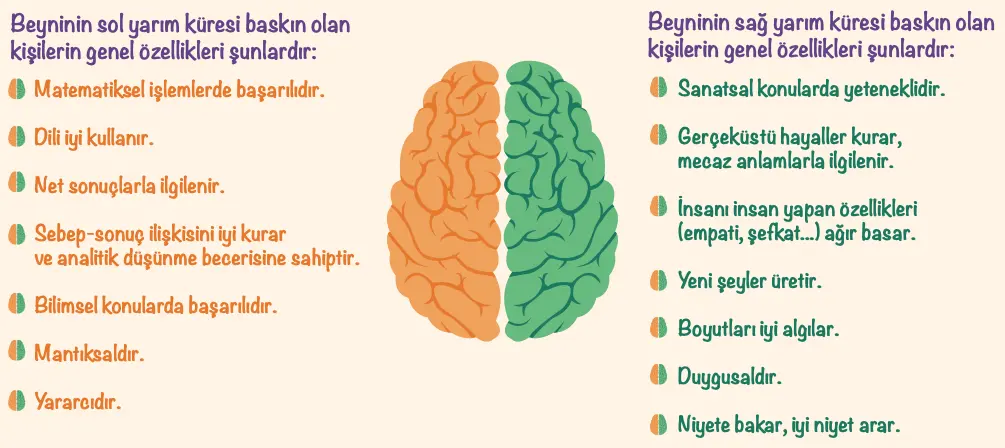 Beyninin sol yarım küresi baskın olan
kişilerin genel özellikleri şunlardır:
Matematiksel işlemlerde başarılıdır.
Dili iyi kullanır.
Net sonuçlarla ilgilenir.
Sebep-sonuç ilişkisini iyi kurar
ve analitik düşünme becerisine sahiptir.
Bilimsel konularda başarılıdır.
Mantıksaldır.
Yararcıdır.
Beyninin sağ yarım küresi baskın olan
kişilerin genel özellikleri şunlardır:
Sanatsal konularda yeteneklidir.
Gerçeküstü hayaller kurar,
mecaz anlamlarla ilgilenir.
İnsanı insan yapan özellikleri
(empati, şefkat...) ağır basar.
Yeni şeyler üretir.
Boyutları iyi algılar.
Duygusaldır.
Niyete bakar, iyi niyet arar.